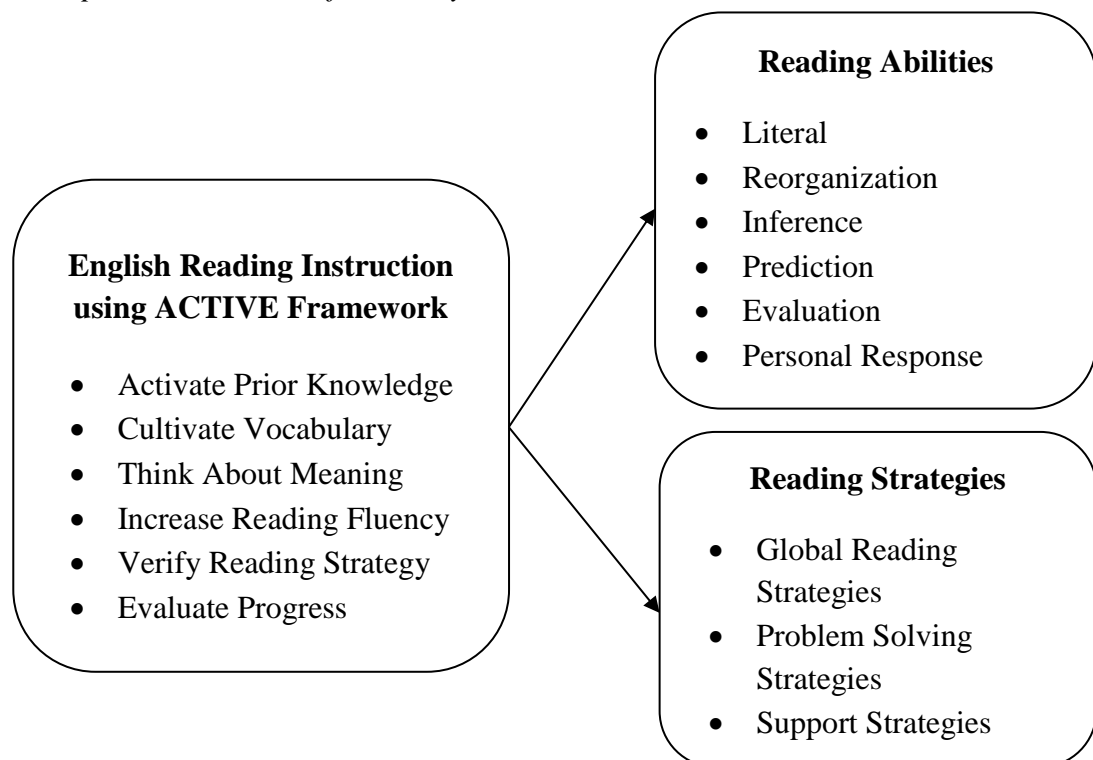 English Reading Instruction
using ACTIVE Framework
• Activate Prior Knowledge
• Cultivate Vocabulary
• Think About Meaning
• Increase Reading Fluency
• Verify Reading Strategy
• Evaluate Progress
Reading Abilities
• Literal
• Reorganization
• Inference
• Prediction
• Evaluation
• Personal Response
Reading Strategies
• Global Reading
Strategies
• Problem Solving
Strategies
• Support Strategies